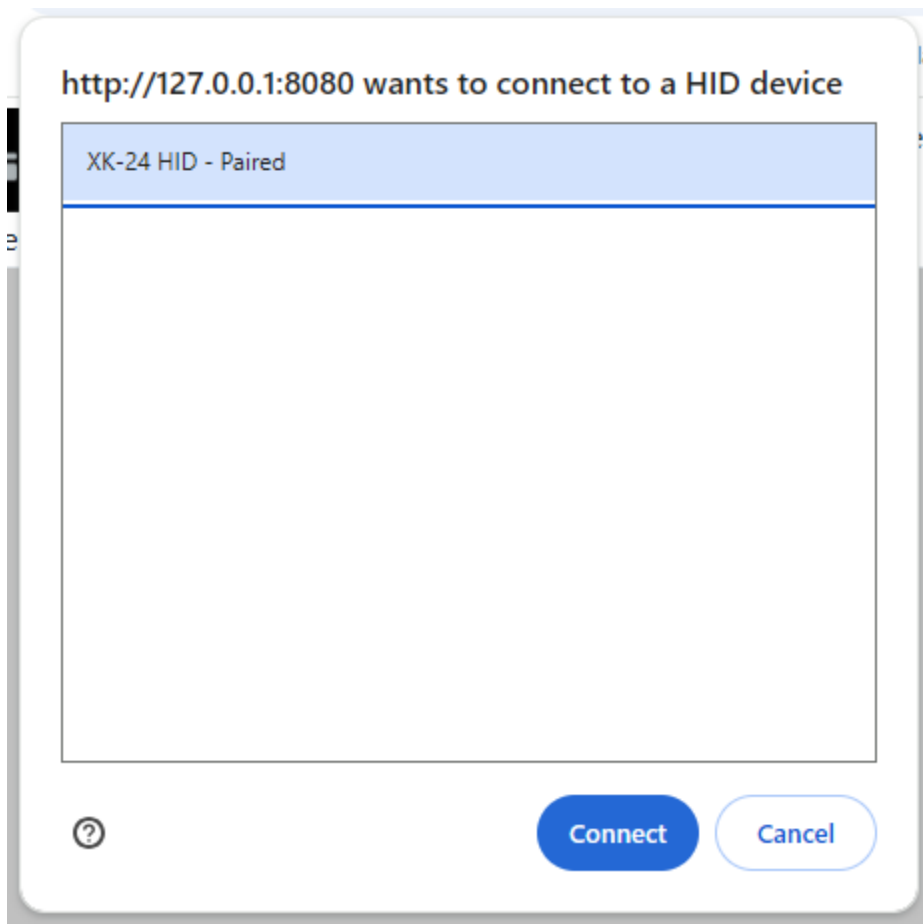 http://127.0.0.1:8080 wants to connect to a HID device
XK-24 HID - Paired
Connect
Cancel